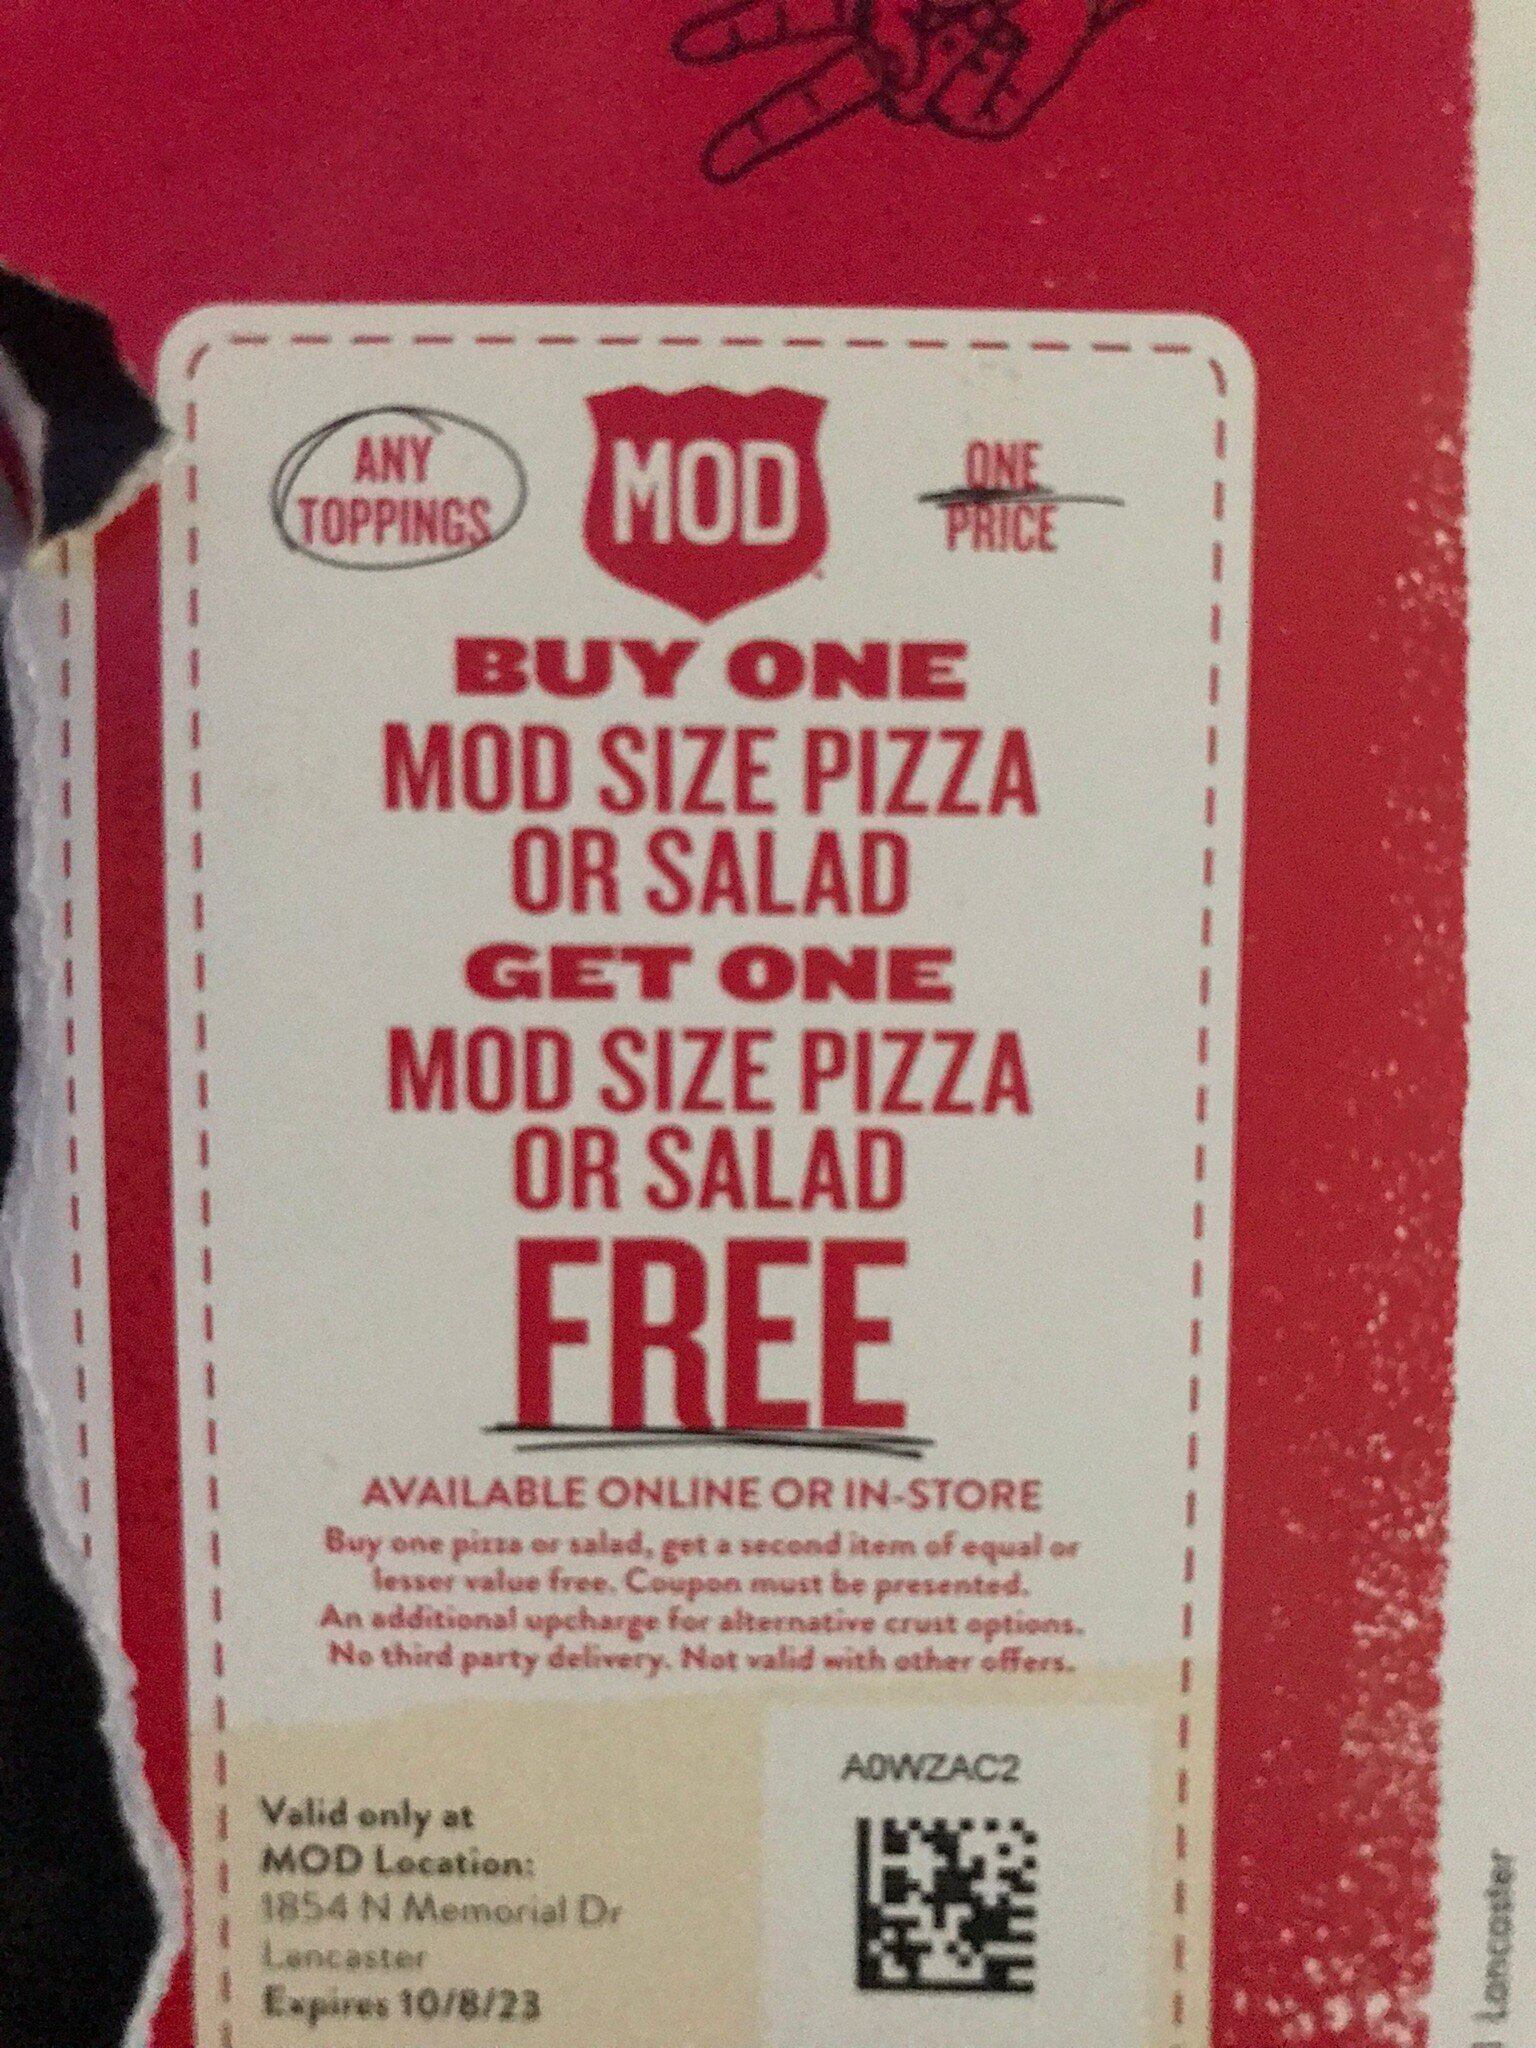 ANY
TOPPINGS
MOD
ONE
PRICE
BUY ONE
MOD SIZE PIZZA
OR SALAD
GET ONE
MOD SIZE PIZZA
OR SALAD
FREE
AVAILABLE ONLINE OR IN-STORE
Buy one pizza or salad, get a second item of equal or
lesser value free. Coupon must be presented.
An additional upcharge for alternative crust options.
No third party delivery. Not valid with other offers.
A0WZAC2
Valid only at
MOD Location:
1854 N Memorial Dr
Lancaster
Expires 10/8/23
Lancaster